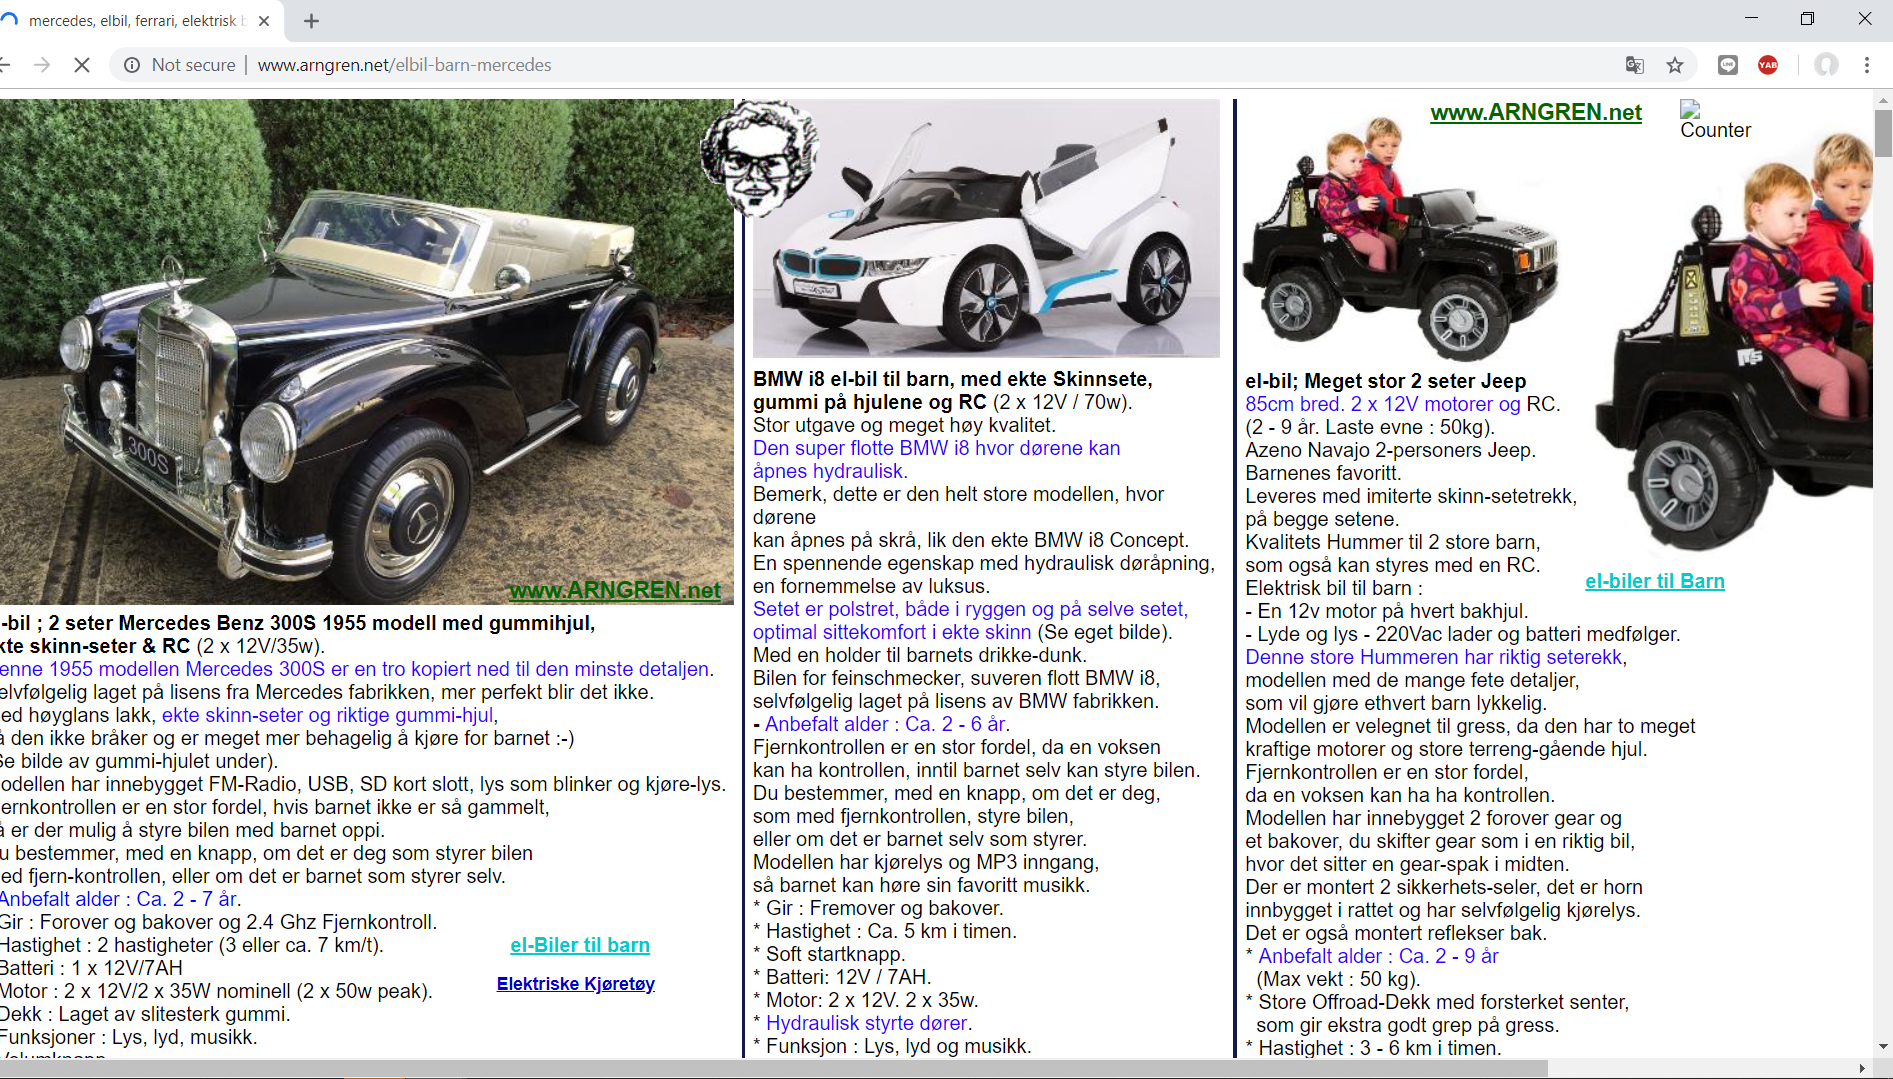 mercedes, elbil, ferrari, elektrisk
Not secure | www.arngren.net/elbil-barn-mercedes
YAB
300S
www.ARNGREN.net
-bil ; 2 seter Mercedes Benz 300S 1955 modell med gummihjul,
kte skinn-seter & RC (2 x 12V/35w).
enne 1955 modellen Mercedes 300S er en tro kopiert ned til den minste detaljen.
elvfølgelig laget på lisens fra Mercedes fabrikken, mer perfekt blir det ikke.
ed høyglans lakk, ekte skinn-seter og riktige gummi-hjul,
å den ikke bråker og er meget mer behagelig å kjøre for barnet :-)
Se bilde av gummi-hjulet under).
odellen har innebygget FM-Radio, USB, SD kort slott, lys som blinker og kjøre-lys.
jernkontrollen er en stor fordel, hvis barnet ikke er så gammelt,
å er der mulig å styre bilen med barnet oppi.
u bestemmer, med en knapp, om det er deg som styrer bilen
ed fjern-kontrollen, eller om det er barnet som styrer selv.
Anbefalt alder : Ca. 2 - 7 år.
Gir : Forover og bakover og 2.4 Ghz Fjernkontroll.
Hastighet : 2 hastigheter (3 eller ca. 7 km/t).
Batteri : 1 x 12V/7AH
Motor : 2 x 12V/2 x 35W nominell (2 x 50w peak).
Dekk : Laget av slitesterk gummi.
Funksjoner : Lys, lyd, musikk.
el-Biler til barn
Elektriske Kjøretøy
BMW i8 el-bil til barn, med ekte Skinnsete,
gummi på hjulene og RC (2 x 12V / 70w).
Stor utgave og meget høy kvalitet.
Den super flotte BMW i8 hvor dørene kan
åpnes hydraulisk.
Bemerk, dette er den helt store modellen, hvor
dørene
kan åpnes på skrå, lik den ekte BMW i8 Concept.
En spennende egenskap med hydraulisk døråpning,
en fornemmelse av luksus.
Setet er polstret, både i ryggen og på selve setet,
optimal sittekomfort i ekte skinn (Se eget bilde).
Med en holder til barnets drikke-dunk.
Bilen for feinschmecker, suveren flott BMW i8,
selvfølgelig laget på lisens av BMW fabrikken.
- Anbefalt alder : Ca. 2 - 6 år.
Fjernkontrollen er en stor fordel, da en voksen
kan ha kontrollen, inntil barnet selv kan styre bilen.
Du bestemmer, med en knapp, om det er deg,
som med fjernkontrollen, styre bilen,
eller om det er barnet selv som styrer.
Modellen har kjørelys og MP3 inngang,
så barnet kan høre sin favoritt musikk.
* Gir : Fremover og bakover.
* Hastighet : Ca. 5 km i timen.
* Soft startknapp.
* Batteri: 12V / 7AH.
* Motor: 2 x 12V. 2 x 35w.
* Hydraulisk styrte dører.
* Funksjon : Lys, lyd og musikk.
www.ARNGREN.net
Counter
el-bil; Meget stor 2 seter Jeep
85cm bred. 2 x 12V motorer og RC.
(2 - 9 år. Laste evne : 50kg).
Azeno Navajo 2-personers Jeep.
Barnenes favoritt.
Leveres med imiterte skinn-setetrekk,
på begge setene.
Kvalitets Hummer til 2 store barn,
som også kan styres med en RC.
Elektrisk bil til barn :
- En 12v motor på hvert bakhjul.
- Lyde og lys - 220Vac lader og batteri medfølger.
Denne store Hummeren har riktig seterekk,
modellen med de mange fete detaljer,
som vil gjøre ethvert barn lykkelig.
Modellen er velegnet til gress, da den har to meget
kraftige motorer og store terreng-gående hjul.
Fjernkontrollen er en stor fordel,
da en voksen kan ha ha kontrollen.
Modellen har innebygget 2 forover gear og
et bakover, du skifter gear som i en riktig bil,
hvor det sitter en gear-spak i midten.
Der er montert 2 sikkerhets-seler, det er horn
innbygget i rattet og har selvfølgelig kjørelys.
Det er også montert reflekser bak.
* Anbefalt alder : Ca. 2 - 9 år
(Max vekt : 50 kg).
* Store Offroad-Dekk med forsterket senter,
som gir ekstra godt grep på gress.
* Hastighet : 3 - 6 km i timen.
el-biler til Barn